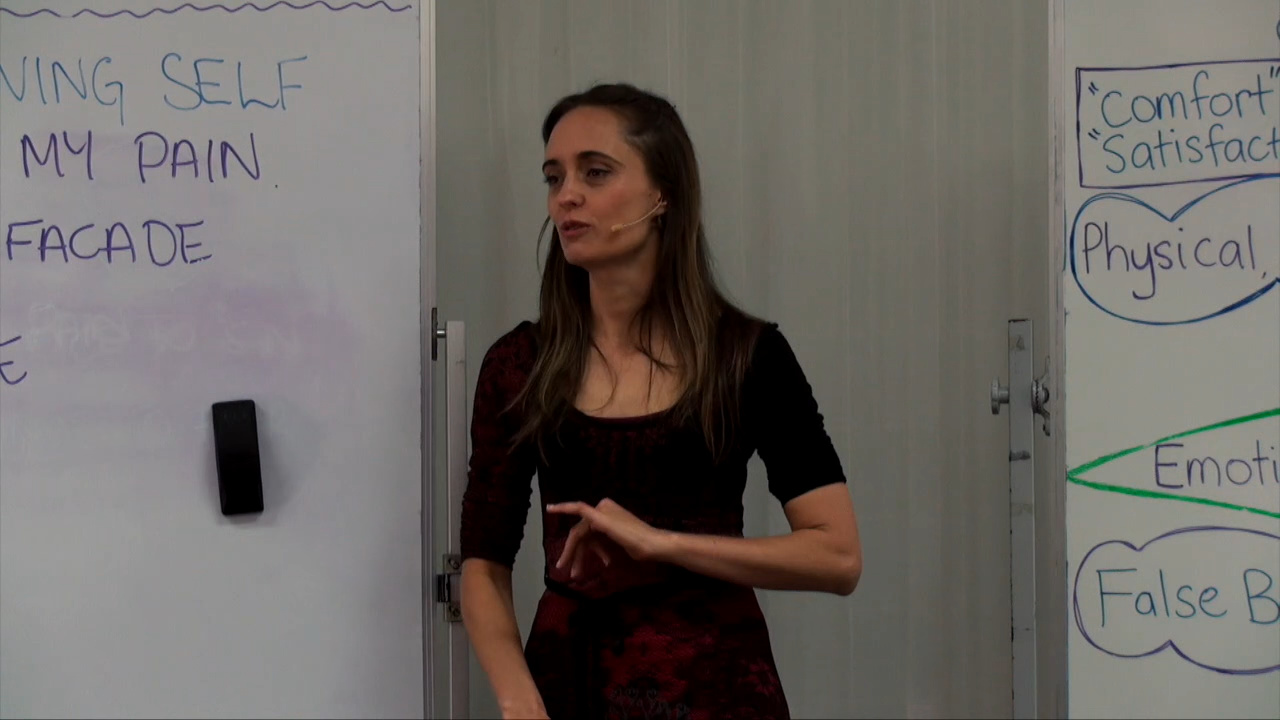 VING SELF
MY PAIN.
FACADE
E
"Comfort"
"Satisfact
Physical,
Emoti
False B